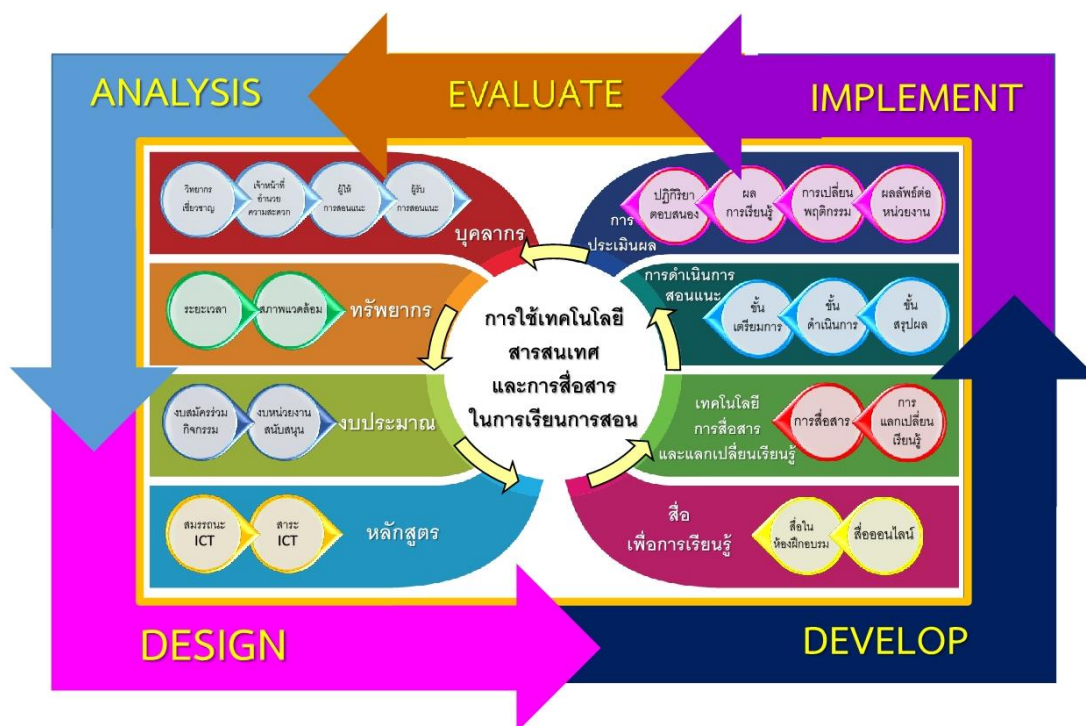 ANALYSIS
EVALUATE
IMPLEMENT
วิทยากร
เชี่ยวชาญ
เจ้าหน้าที่
อำนวย
ความสะดวก
ผู้ให้
การสอนแนะ
ผู้รับ
การสอนแนะ
บุคลากร
ระยะเวลา
สภาพแวดล้อม
ทรัพยากร
งบสมัครร่วม
กิจกรรม
งบหน่วยงาน
สนับสนุน
งบประมาณ
สมรรถนะ
ICT
สาระ
ICT
หลักสูตร
การใช้เทคโนโลยี
สารสนเทศ
และการสื่อสาร
ในการเรียนการสอน
การ
ประเมินผล
ปฏิกิริยา
ตอบสนอง
ผล
การเรียนรู้
การเปลี่ยน
พฤติกรรม
ผลลัพธ์ต่อ
หน่วยงาน
การดำเนินการ
สอนแนะ
ขั้น
เตรียมการ
ขั้น
ดำเนินการ
ขั้น
สรุปผล
เทคโนโลยี
การสื่อสาร
และแลกเปลี่ยนเรียนรู้
การสื่อสาร
การ
แลกเปลี่ยน
เรียนรู้
สื่อ
เพื่อการเรียนรู้
สื่อใน
ห้องฝึกอบรม
สื่อออนไลน์
DESIGN
DEVELOP